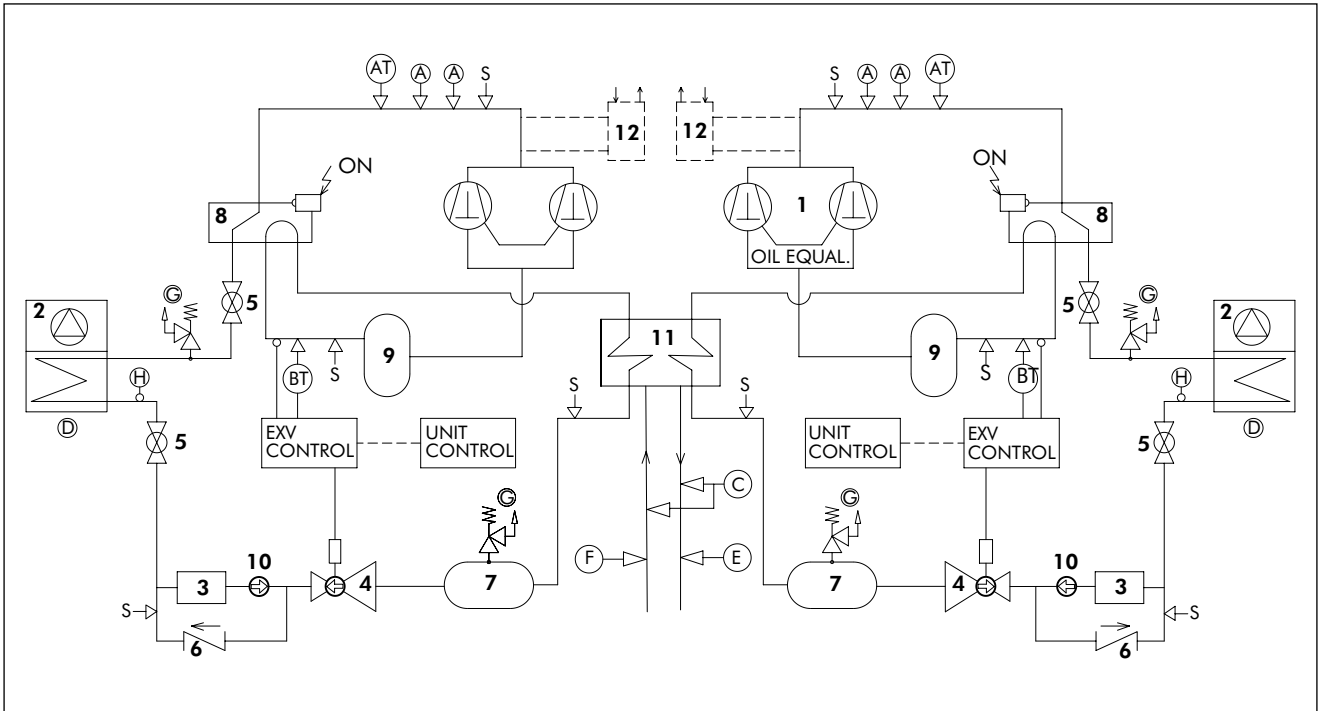 AT A A S
S A A AT
12 12
ON
ON
1
8
8
OIL EQUAL.
G
5
5
G
2
2
11
9
9
H
BT S
S BT
H
S
S
D
D
5
5
EXV CONTROL
UNIT CONTROL
UNIT CONTROL
EXV CONTROL
G
C
G
F
E
10
10
3
4
7
7
4
3
S
S
6
6